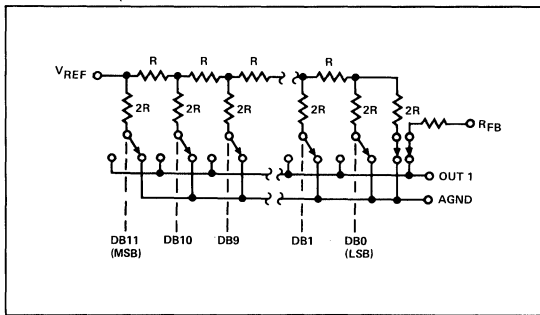 R R R R
VREF
2R 2R 2R 2R 2R 2R RFB
OUT 1
AGND
DB11 DB10 DB9 DB1 DB0
(MSB) (LSB)